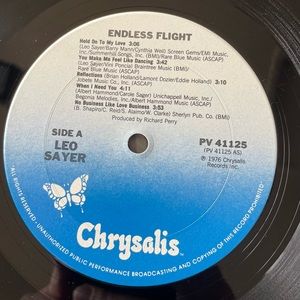 ENDLESS FLIGHT
Hold On To My Love 3:06
(Leo Sayer/Barry Mann/Cynthia Weil) Screen Gems/EMI Music,
Inc./Summerhill Songs, Inc. (BMI)/Rare Blue Music (ASCAP)
You Make Me Feel Like Dancing 3:42
(Leo Sayer/Vini Poncia) Braintree Music (BMI)/
Rare Blue Music (ASCAP)
Reflections (Brian Holland/Lamont Dozier/Eddie Holland) 3:10
Jobete Music Co., Inc. (ASCAP)
When I Need You 4:11
(Albert Hammond/Carole Sager) Unichappell Music, Inc./
Begonia Melodies, Inc./Albert Hammond Music (ASCAP)
No Business Like Love Business 3:53
(B. Shapiro/C. Reid/S. Alaimo/W. Clarke) Sherlyn Pub. Co. (BMI)
Produced by Richard Perry
SIDE A
LEO
SAYER
PV 41125
(PV 41125 AS)
℗ 1976 Chrysalis
Records Inc.
Chrysalis
ALL RIGHTS RESERVED. UNAUTHORIZED PUBLIC PERFORMANCE BROADCASTING AND COPYING OF THIS RECORD PROHIBITED